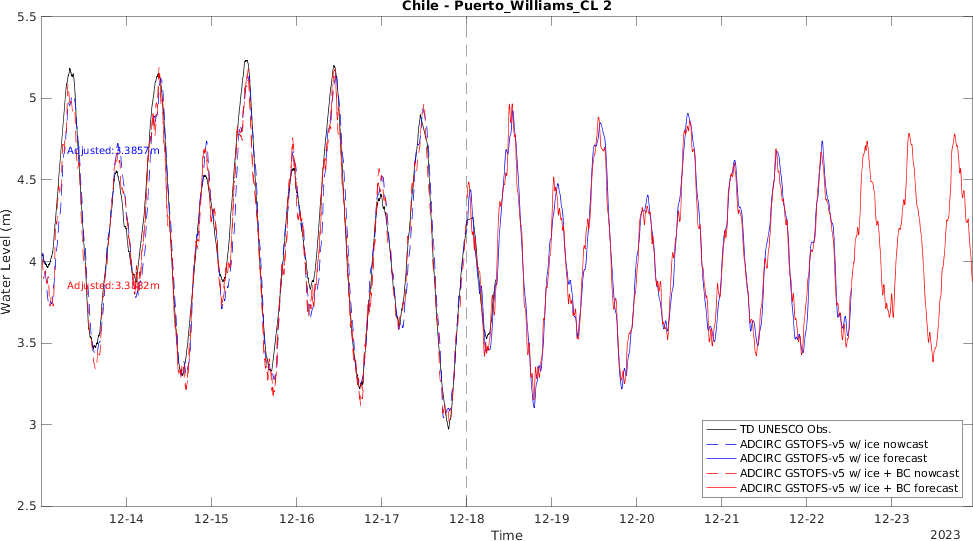 Chile - Puerto_Williams_CL 2
5.5
5
4.5
4
3.5
3
2.5
Water Level (m)
Adjusted:3.3857m
Adjusted:3.3882m
12-14
12-15
12-16
12-17
12-18
12-19
12-20
12-21
12-22
12-23
Time
2023
TD UNESCO Obs.
ADCIRC GSTOFS-v5 w/ ice nowcast
ADCIRC GSTOFS-v5 w/ ice forecast
ADCIRC GSTOFS-v5 w/ ice + BC nowcast
ADCIRC GSTOFS-v5 w/ ice + BC forecast